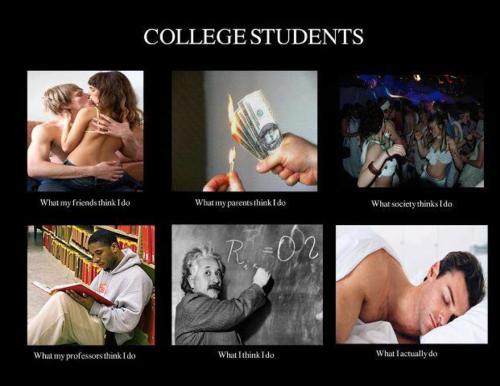 COLLEGE STUDENTS
What my friends think I do
What my parents think I do
What society thinks I do
What my professors think I do
What I think I do
What I actually do